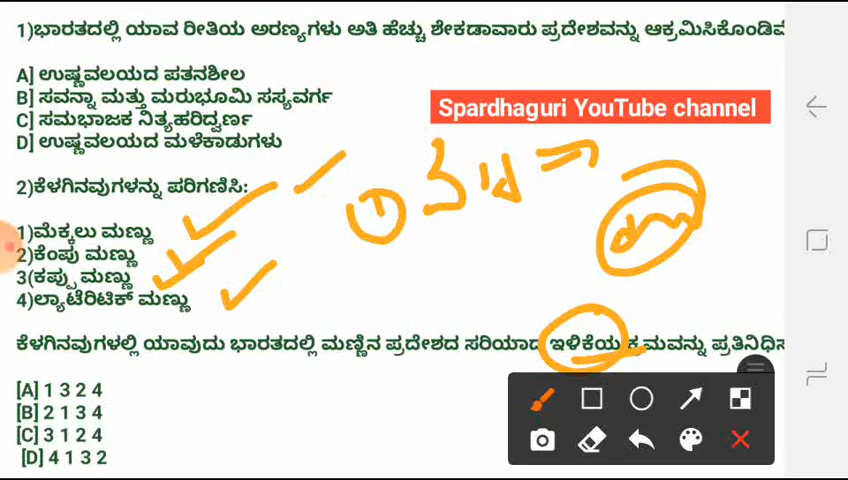 1)ಭಾರತದಲ್ಲಿ ಯಾವ ರೀತಿಯ ಅರಣ್ಯಗಳು ಅತಿ ಹೆಚ್ಚು ಶೇಕಡಾವಾರು ಪ್ರದೇಶವನ್ನು ಆಕ್ರಮಿಸಿಕೊಂಡಿವೆ
A] ಉಷ್ಣವಲಯದ ಪತನಶೀಲ
B] ಸವನ್ನಾ ಮತ್ತು ಮರುಭೂಮಿ ಸಸ್ಯವರ್ಗ
Spardhaguri YouTube channel
C] ಸಮಭಾಜಕ ನಿತ್ಯಹರಿದ್ವರ್ಣ
D] ಉಷ್ಣವಲಯದ ಮಳೆಕಾಡುಗಳು
2)ಕೆಳಗಿನವುಗಳನ್ನು ಪರಿಗಣಿಸಿ:
1)ಮೆಕ್ಕಲು ಮಣ್ಣು
2)ಕೆಂಪು ಮಣ್ಣು
3(ಕಪ್ಪು ಮಣ್ಣು
4)ಲ್ಯಾಟೆರಿಟಿಕ್ ಮಣ್ಣು
ಕೆಳಗಿನವುಗಳಲ್ಲಿ ಯಾವುದು ಭಾರತದಲ್ಲಿ ಮಣ್ಣಿನ ಪ್ರದೇಶದ ಸರಿಯಾದ ಇಳಿಕೆಯ ಕ್ರಮವನ್ನು
[A] 1 3 2 4
[B] 2 1 3 4
[C] 3 1 2 4
[D] 4 1 3 2